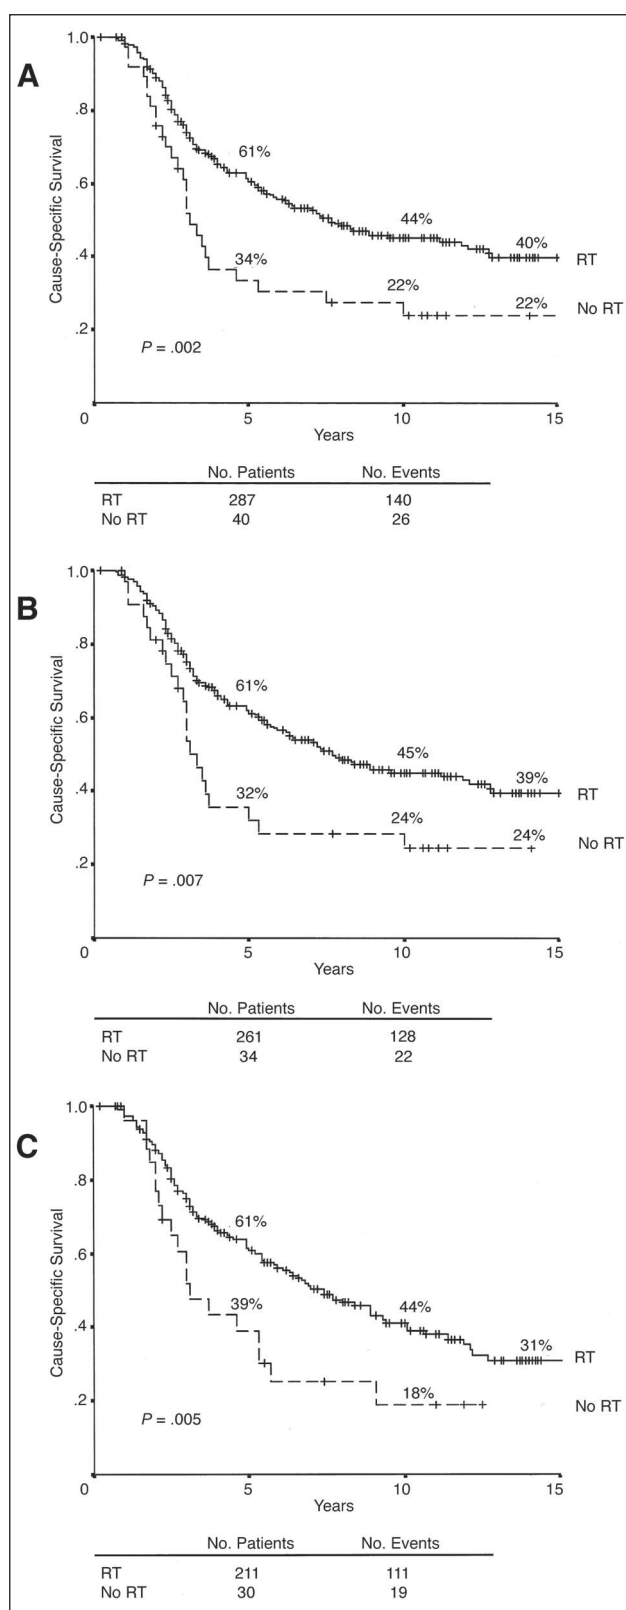 A
Cause-Specific Survival
1.0
.8
.6
.4
.2
0
5
10
15
Years
61%
44%
40%
RT
34%
22%
22%
No RT
P = .002
No. Patients No. Events
RT 287 140
No RT 40 26
B
Cause-Specific Survival
1.0
.8
.6
.4
.2
0
5
10
15
Years
61%
45%
39%
RT
32%
24%
24%
No RT
P = .007
No. Patients No. Events
RT 261 128
No RT 34 22
C
Cause-Specific Survival
1.0
.8
.6
.4
.2
0
5
10
15
Years
61%
44%
31%
RT
39%
18%
No RT
P = .005
No. Patients No. Events
RT 211 111
No RT 30 19